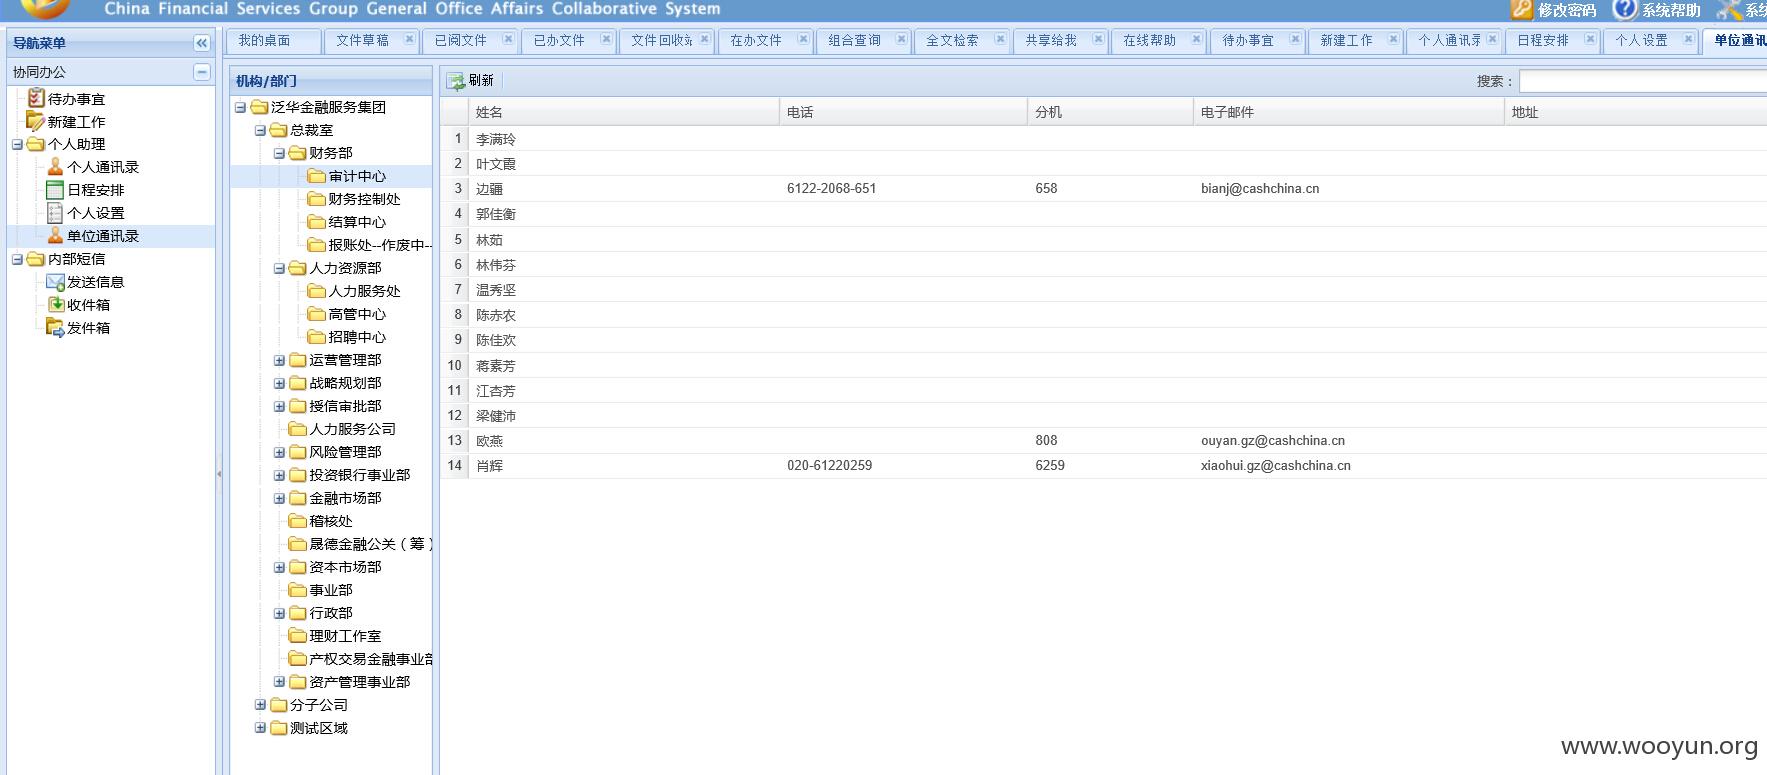 China Financial Services Group General Office Affairs Collaborative System
修改密码 系统帮助
导航菜单
协同办公
待办事宜
新建工作
个人助理
个人通讯录
日程安排
个人设置
单位通讯录
内部短信
发送信息
收件箱
发件箱
我的桌面 文件草稿 已阅文件 已办文件 文件回收站 在办文件 组合查询 全文检索 共享给我 在线帮助 待办事宜 新建工作 个人通讯录 日程安排 个人设置 单位通讯
机构/部门
泛华金融服务集团
总裁室
财务部
审计中心
财务控制处
结算中心
报账处--作废中--
人力资源部
人力服务处
高管中心
招聘中心
运营管理部
战略规划部
授信审批部
人力服务公司
风险管理部
投资银行事业部
金融市场部
稽核处
晟德金融公关（筹）
资本市场部
事业部
行政部
理财工作室
产权交易金融事业部
资产管理事业部
分子公司
测试区域
刷新 搜索：
姓名 电话 分机 电子邮件 地址
1 李满玲
2 叶文霞
3 边疆 6122-2068-651 658 bianj@cashchina.cn
4 郭佳衡
5 林茹
6 林伟芬
7 温秀坚
8 陈赤农
9 陈佳欢
10 蒋素芳
11 江杏芳
12 梁健沛
13 欧燕 808 ouyan.gz@cashchina.cn
14 肖辉 020-61220259 6259 xiaohui.gz@cashchina.cn
www.wooyun.org